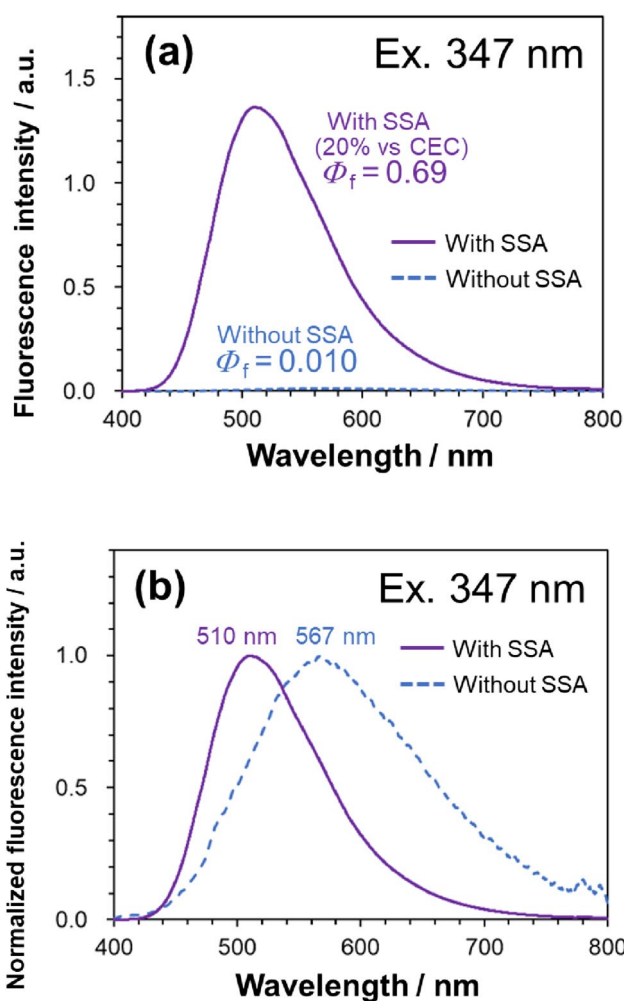 (a)
Ex. 347 nm
With SSA
(20% vs CEC)
Φf = 0.69
With SSA
Without SSA
Without SSA
Φf = 0.010
Fluorescence intensity / a.u.
1.5
1.0
0.5
0.0
400 500 600 700 800
Wavelength / nm
(b)
Ex. 347 nm
510 nm 567 nm
With SSA
Without SSA
Normalized fluorescence intensity / a.u.
1.0
0.5
0.0
400 500 600 700 800
Wavelength / nm